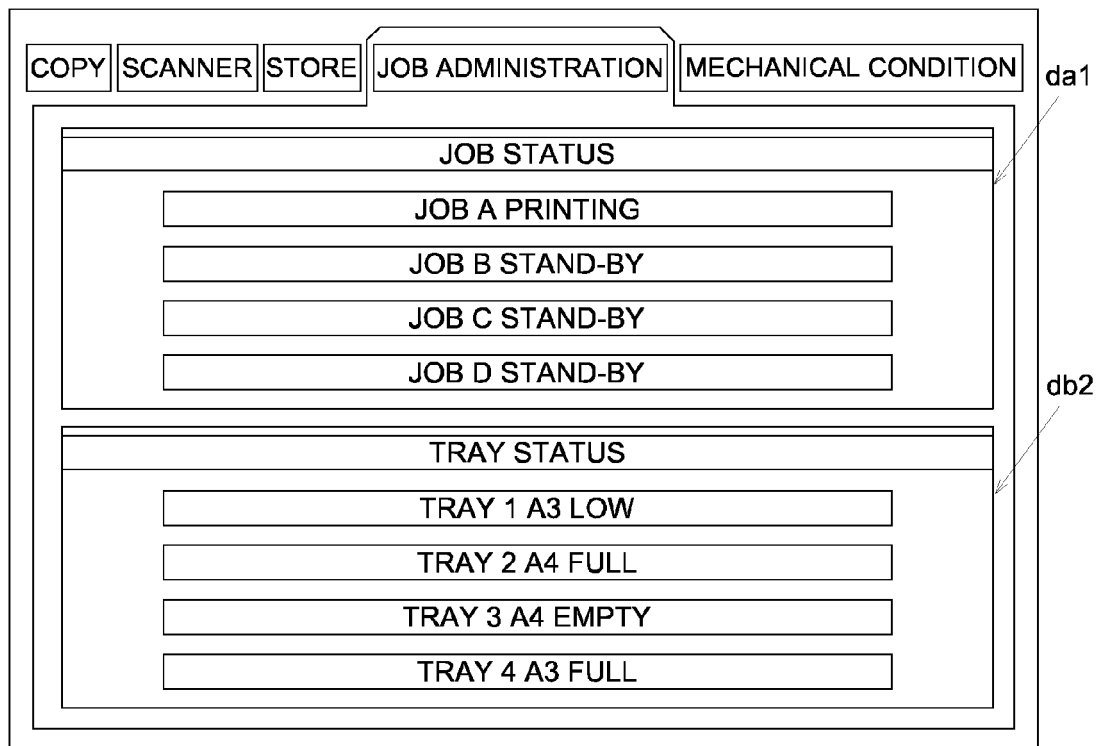 COPY SCANNER STORE JOB ADMINISTRATION MECHANICAL CONDITION
da1
JOB STATUS
JOB A PRINTING
JOB B STAND-BY
JOB C STAND-BY
JOB D STAND-BY
db2
TRAY STATUS
TRAY 1 A3 LOW
TRAY 2 A4 FULL
TRAY 3 A4 EMPTY
TRAY 4 A3 FULL